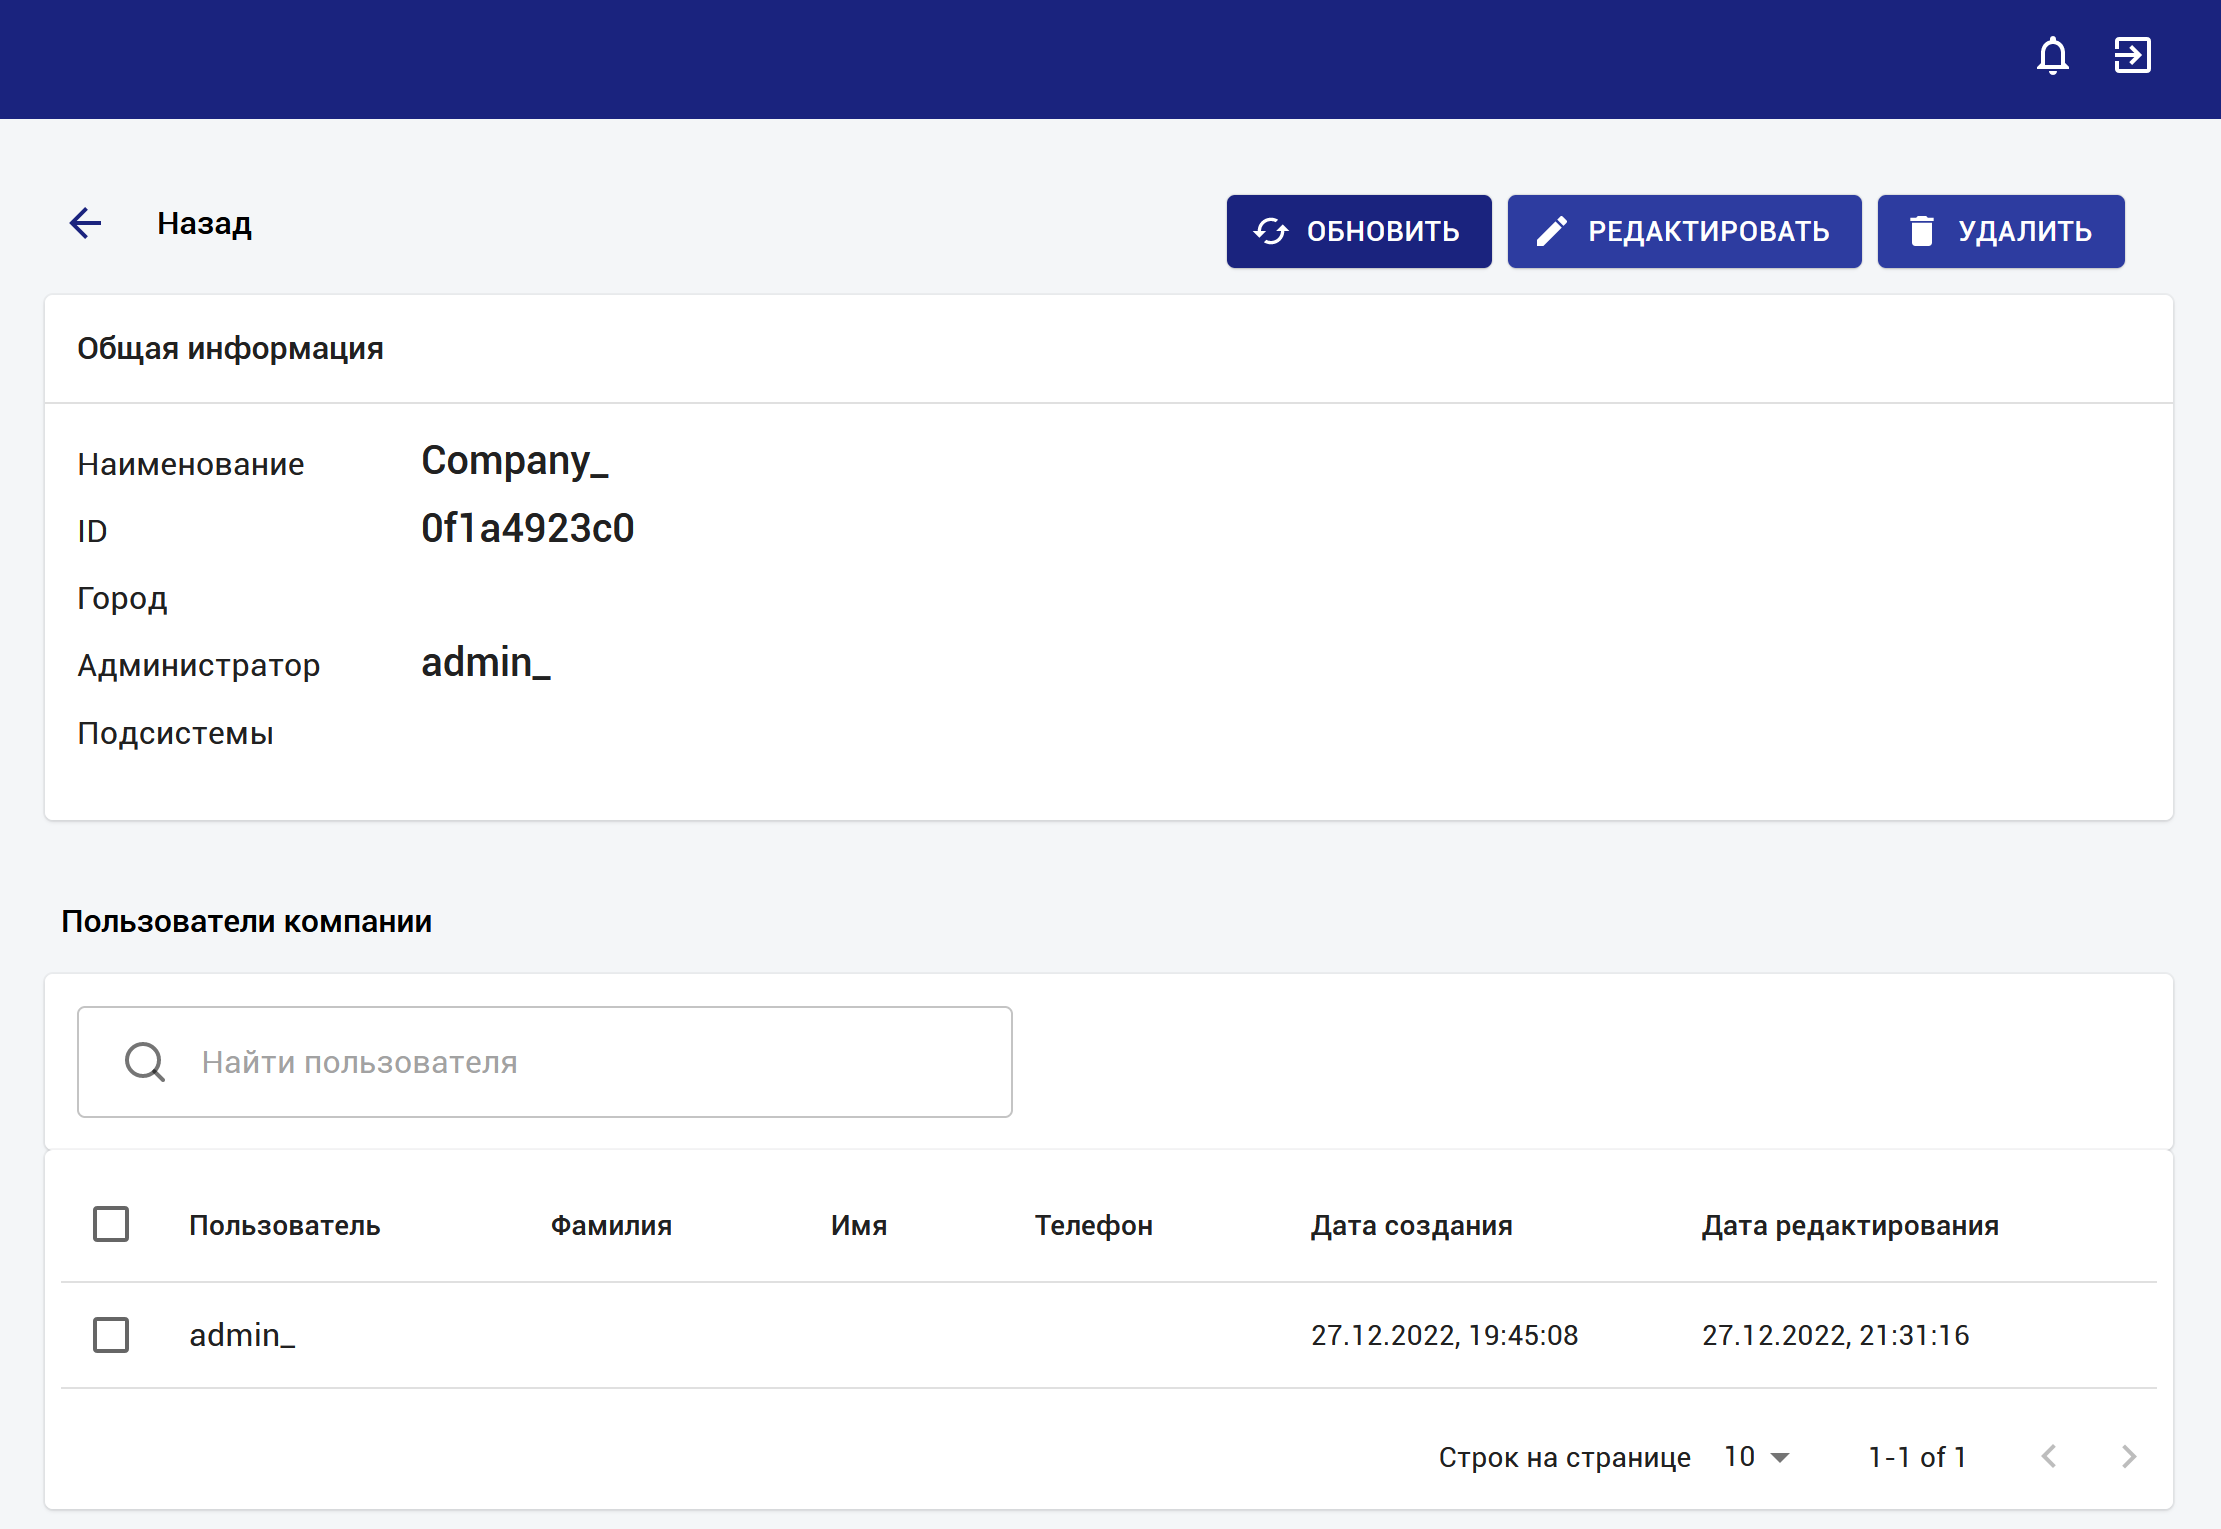 Назад
ОБНОВИТЬ РЕДАКТИРОВАТЬ УДАЛИТЬ
Общая информация
Наименование Company_
ID 0f1a4923c0
Город
Администратор admin_
Подсистемы
Пользователи компании
Найти пользователя
Пользователь Фамилия Имя Телефон Дата создания Дата редактирования
admin_ 27.12.2022, 19:45:08 27.12.2022, 21:31:16
Строк на странице 10 1-1 of 1